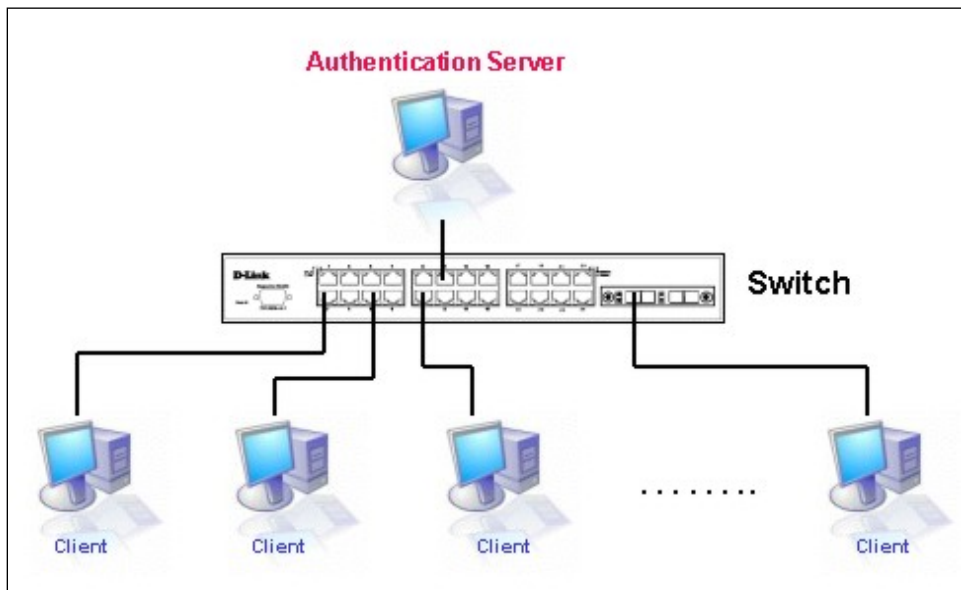 Authentication Server
D-Link
Switch
Client
Client
Client
........
Client